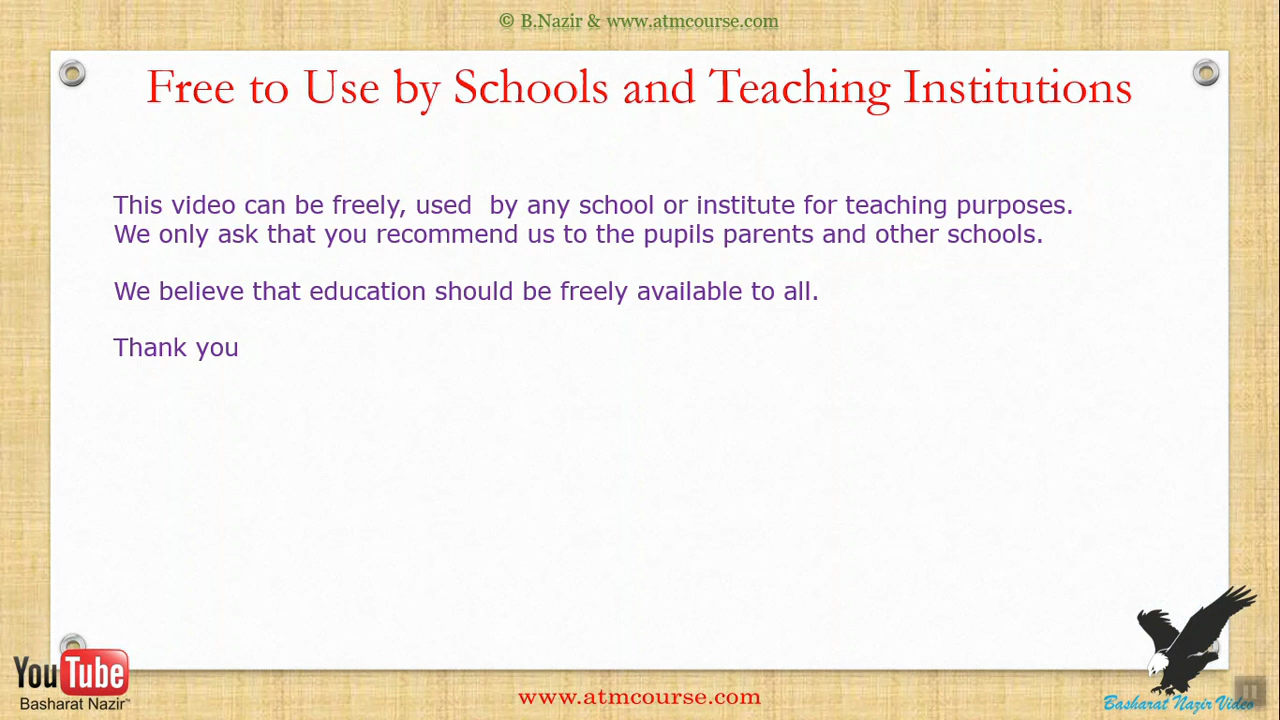 © B.Nazir & www.atmcourse.com
Free to Use by Schools and Teaching Institutions
This video can be freely, used  by any school or institute for teaching purposes.
We only ask that you recommend us to the pupils parents and other schools.
We believe that education should be freely available to all.
Thank you
YouTube
Basharat Nazir™
www.atmcourse.com
Basharat Nazir Video